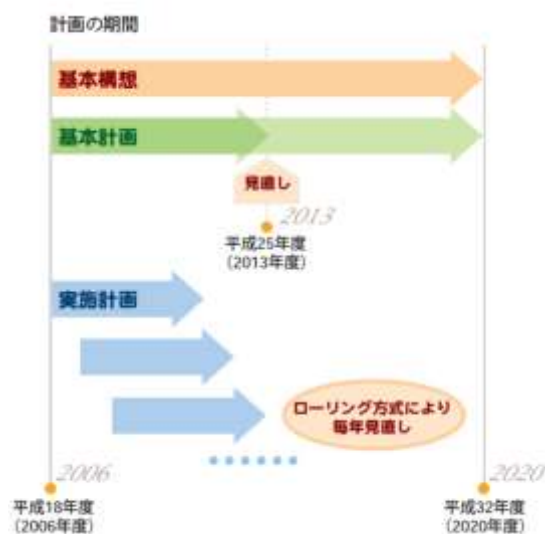 計画の期間
基本構想
基本計画
見直し
2013
平成25年度
(2013年度)
実施計画
ローリング方式により
毎年見直し
2006
2020
平成18年度
(2006年度)
平成32年度
(2020年度)